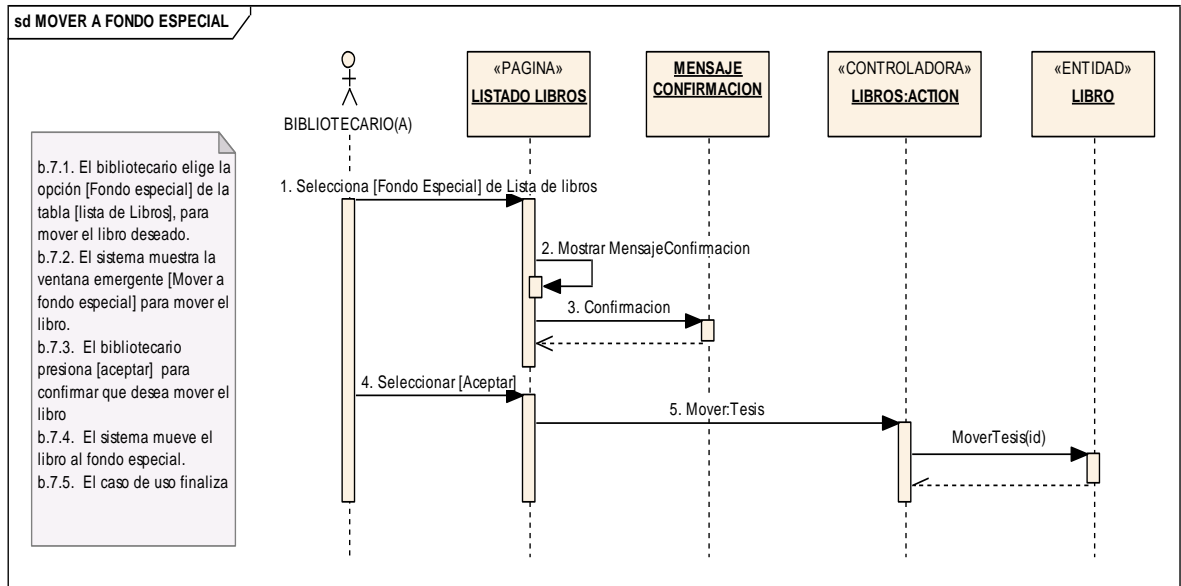 sd MOVER A FONDO ESPECIAL
BIBLIOTECARIO(A)
«PAGINA»
LISTADO LIBROS
MENSAJE
CONFIRMACION
«CONTROLADORA»
LIBROS:ACTION
«ENTIDAD»
LIBRO
b.7.1. El bibliotecario elige la
opción [Fondo especial] de la
tabla [lista de Libros], para
mover el libro deseado.
b.7.2. El sistema muestra la
ventana emergente [Mover a
fondo especial] para mover el
libro.
b.7.3. El bibliotecario
presiona [aceptar] para
confirmar que desea mover el
libro
b.7.4. El sistema mueve el
libro al fondo especial.
b.7.5. El caso de uso finaliza
1. Selecciona [Fondo Especial] de Lista de libros
2. Mostrar MensajeConfirmacion
3. Confirmacion
4. Seleccionar [Aceptar]
5. Mover:Tesis
MoverTesis(id)